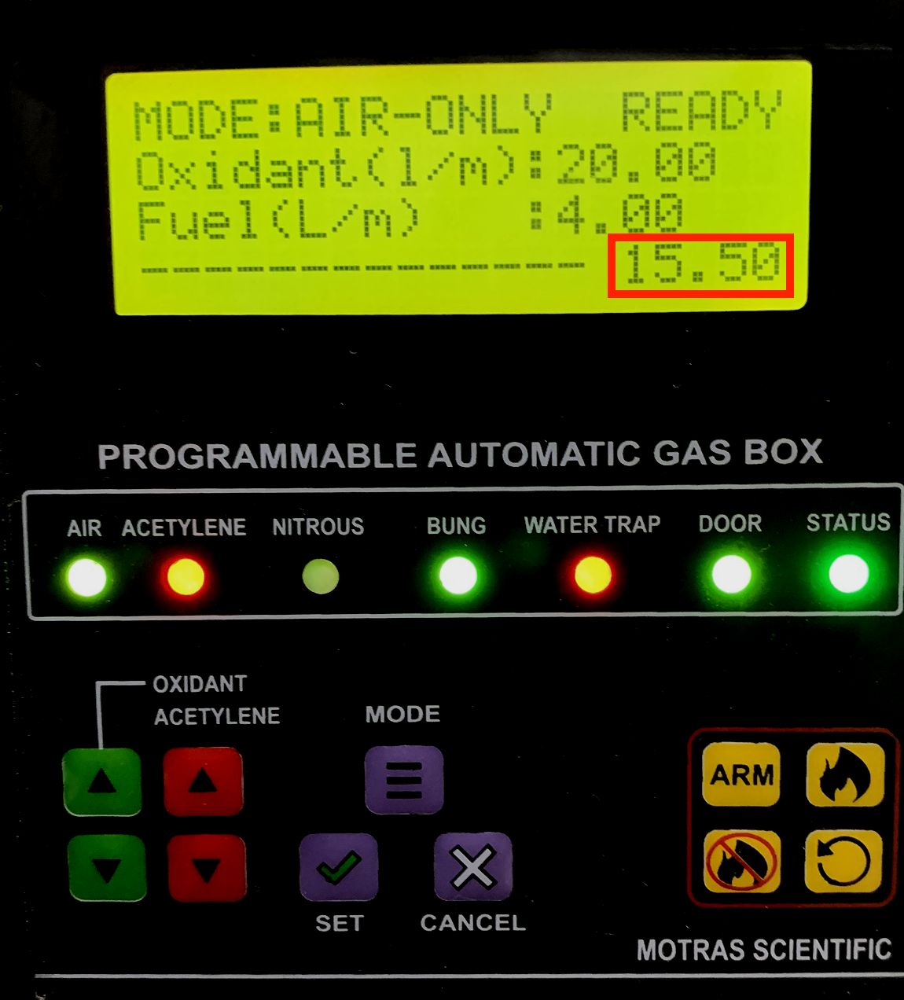 MODE:AIR-ONLY READY
Oxidant(l/m):20.00
Fuel(L/m) :4.00
-------------- 15.50
PROGRAMMABLE AUTOMATIC GAS BOX
AIR ACETYLENE NITROUS BUNG WATER TRAP DOOR STATUS
OXIDANT
ACETYLENE
MODE
ARM
SET CANCEL
MOTRAS SCIENTIFIC